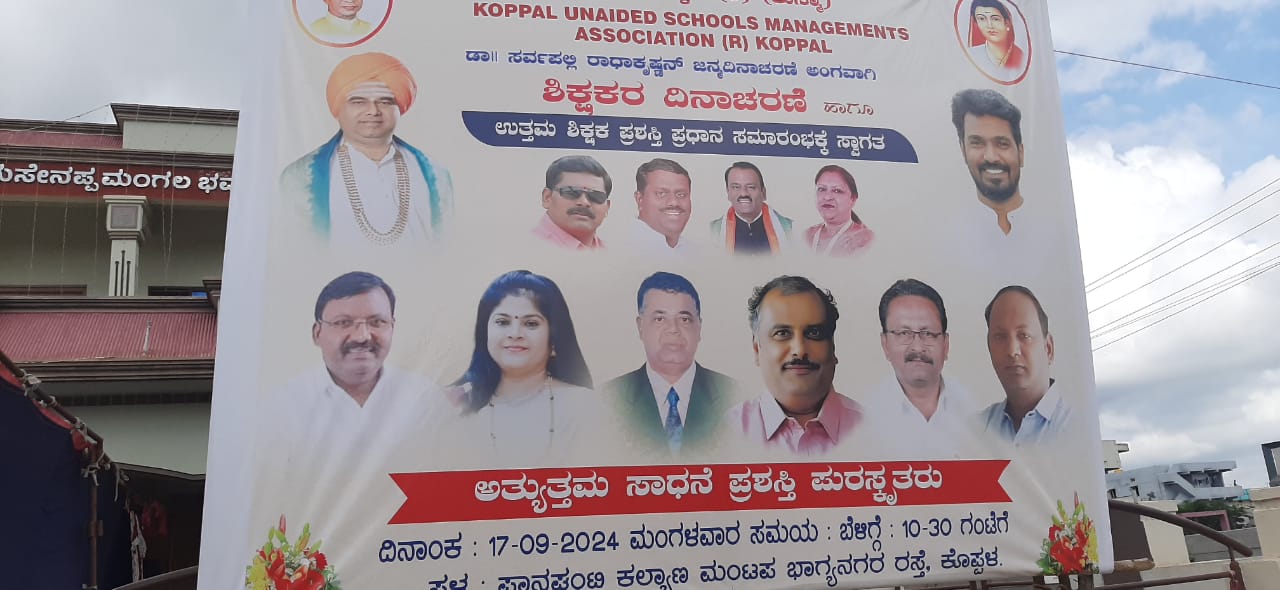 KOPPAL UNAIDED SCHOOLS MANAGEMENTS
ASSOCIATION (R) KOPPAL
ಡಾ॥ ಸರ್ವಪಲ್ಲಿ ರಾಧಾಕೃಷ್ಣನ್ ಜನ್ಮದಿನಾಚರಣೆ ಅಂಗವಾಗಿ
ಶಿಕ್ಷಕರ ದಿನಾಚರಣೆ ಹಾಗೂ
ಉತ್ತಮ ಶಿಕ್ಷಕ ಪ್ರಶಸ್ತಿ ಪ್ರಧಾನ ಸಮಾರಂಭಕ್ಕೆ ಸ್ವಾಗತ
ಅತ್ಯುತ್ತಮ ಸಾಧನೆ ಪ್ರಶಸ್ತಿ ಪುರಸ್ಕೃತರು
ದಿನಾಂಕ : 17-09-2024 ಮಂಗಳವಾರ ಸಮಯ : ಬೆಳಿಗ್ಗೆ : 10-30 ಗಂಟೆಗೆ
ಸ್ಥಳ : ಪಾನಘಂಟಿ ಕಲ್ಯಾಣ ಮಂಟಪ ಭಾಗ್ಯನಗರ ರಸ್ತೆ, ಕೊಪ್ಪಳ.